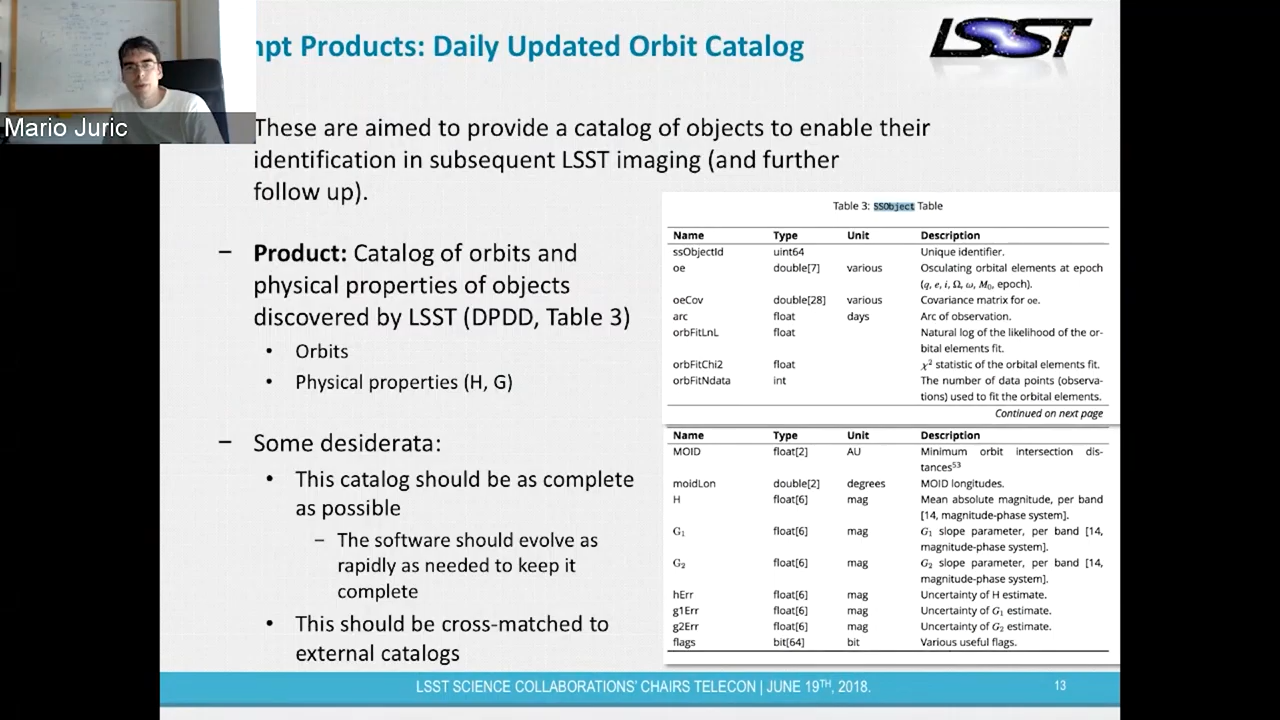 mpt Products: Daily Updated Orbit Catalog
LSST
Mario Juric
These are aimed to provide a catalog of objects to enable their
identification in subsequent LSST imaging (and further
follow up).
– Product: Catalog of orbits and
physical properties of objects
discovered by LSST (DPDD, Table 3)
• Orbits
• Physical properties (H, G)
– Some desiderata:
• This catalog should be as complete
as possible
– The software should evolve as
rapidly as needed to keep it
complete
• This should be cross-matched to
external catalogs
Table 3: SSObject Table
Name Type Unit Description
ssObjectId uint64 Unique identifier.
oe double[7] various Osculating orbital elements at epoch
(q, e, i, Ω, ω, M₀, epoch).
oeCov double[28] various Covariance matrix for oe.
arc float days Arc of observation.
orbFitLnL float Natural log of the likelihood of the or-
bital elements fit.
orbFitChi2 float χ² statistic of the orbital elements fit.
orbFitNdata int The number of data points (observa-
tions) used to fit the orbital elements.
Continued on next page
Name Type Unit Description
MOID float[2] AU Minimum orbit intersection dis-
tances⁵³
moidLon double[2] degrees MOID longitudes.
H float[6] mag Mean absolute magnitude, per band
[14, magnitude-phase system].
G₁ float[6] mag G₁ slope parameter, per band [14,
magnitude-phase system].
G₂ float[6] mag G₂ slope parameter, per band [14,
magnitude-phase system].
hErr float[6] mag Uncertainty of H estimate.
g1Err float[6] mag Uncertainty of G₁ estimate.
g2Err float[6] mag Uncertainty of G₂ estimate.
flags bit[64] bit Various useful flags.
LSST SCIENCE COLLABORATIONS' CHAIRS TELECON | JUNE 19TH, 2018.
13